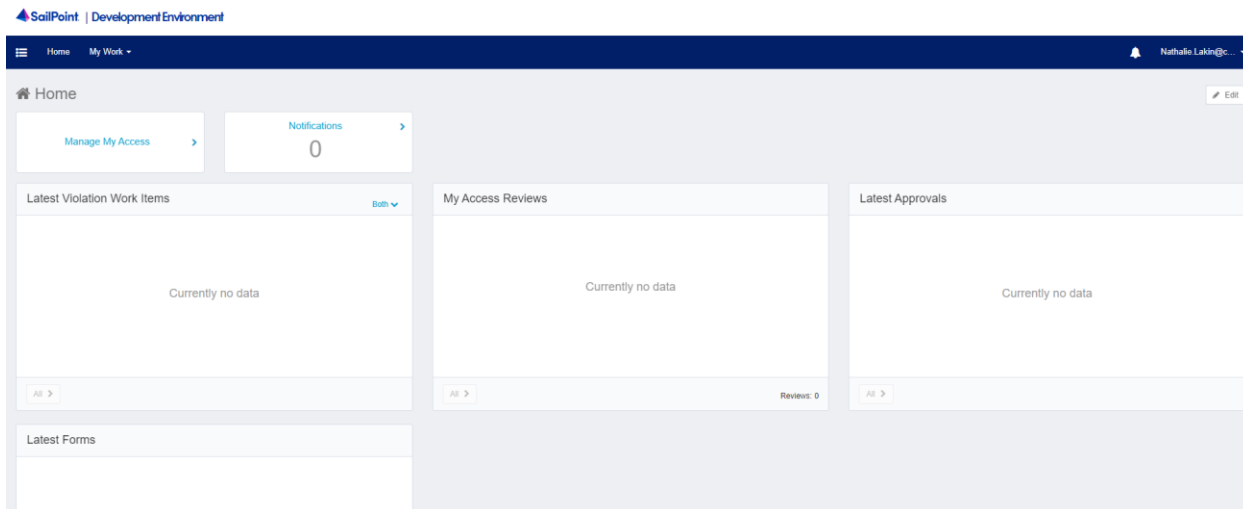 SailPoint | Development Environment
Home My Work Nathalie.Lakin@c...
Home Edit
Manage My Access
Notifications
0
Latest Violation Work Items Both
My Access Reviews
Latest Approvals
Currently no data
Currently no data
Currently no data
All
All Reviews: 0
All
Latest Forms